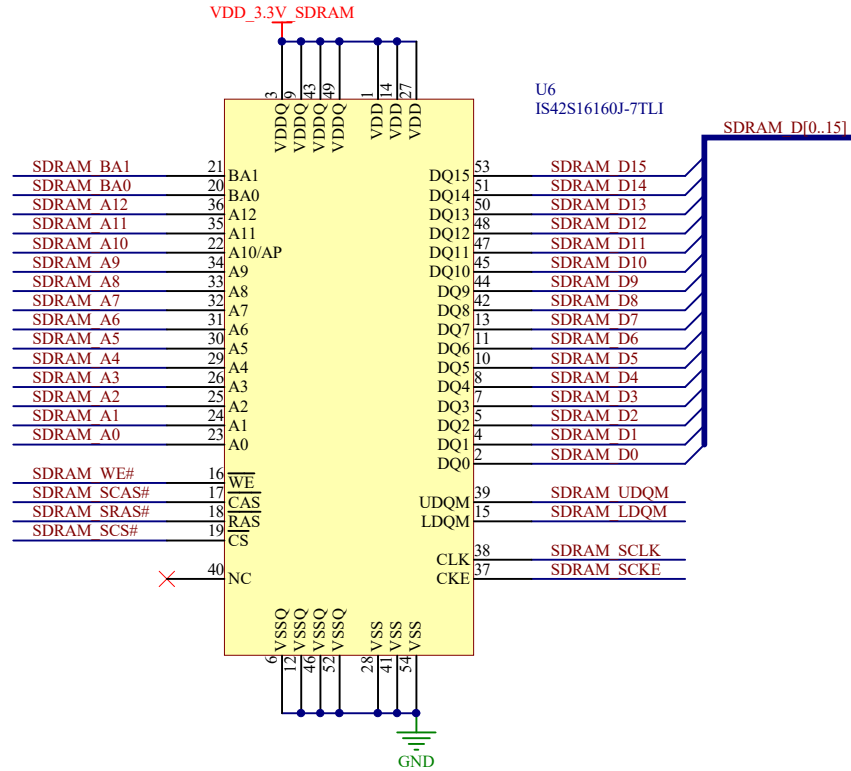 VDD_3.3V_SDRAM
3 9 43 49 1 14 27
VDDQ VDDQ VDDQ VDDQ VDD VDD VDD
U6
IS42S16160J-7TLI
SDRAM_D[0..15]
SDRAM_BA1 21 BA1 DQ15 53 SDRAM_D15
SDRAM_BA0 20 BA0 DQ14 51 SDRAM_D14
SDRAM_A12 36 A12 DQ13 50 SDRAM_D13
SDRAM_A11 35 A11 DQ12 48 SDRAM_D12
SDRAM_A10 22 A10/AP DQ11 47 SDRAM_D11
SDRAM_A9 34 A9 DQ10 45 SDRAM_D10
SDRAM_A8 33 A8 DQ9 44 SDRAM_D9
SDRAM_A7 32 A7 DQ8 42 SDRAM_D8
SDRAM_A6 31 A6 DQ7 13 SDRAM_D7
SDRAM_A5 30 A5 DQ6 11 SDRAM_D6
SDRAM_A4 29 A4 DQ5 10 SDRAM_D5
SDRAM_A3 26 A3 DQ4 8 SDRAM_D4
SDRAM_A2 25 A2 DQ3 7 SDRAM_D3
SDRAM_A1 24 A1 DQ2 5 SDRAM_D2
SDRAM_A0 23 A0 DQ1 4 SDRAM_D1
DQ0 2 SDRAM_D0
SDRAM_WE# 16 WE
SDRAM_SCAS# 17 CAS UDQM 39 SDRAM_UDQM
SDRAM_SRAS# 18 RAS LDQM 15 SDRAM_LDQM
SDRAM_SCS# 19 CS
CLK 38 SDRAM_SCLK
40 NC CKE 37 SDRAM_SCKE
VSSQ VSSQ VSSQ VSSQ VSS VSS VSS
6 12 46 52 28 41 54
GND